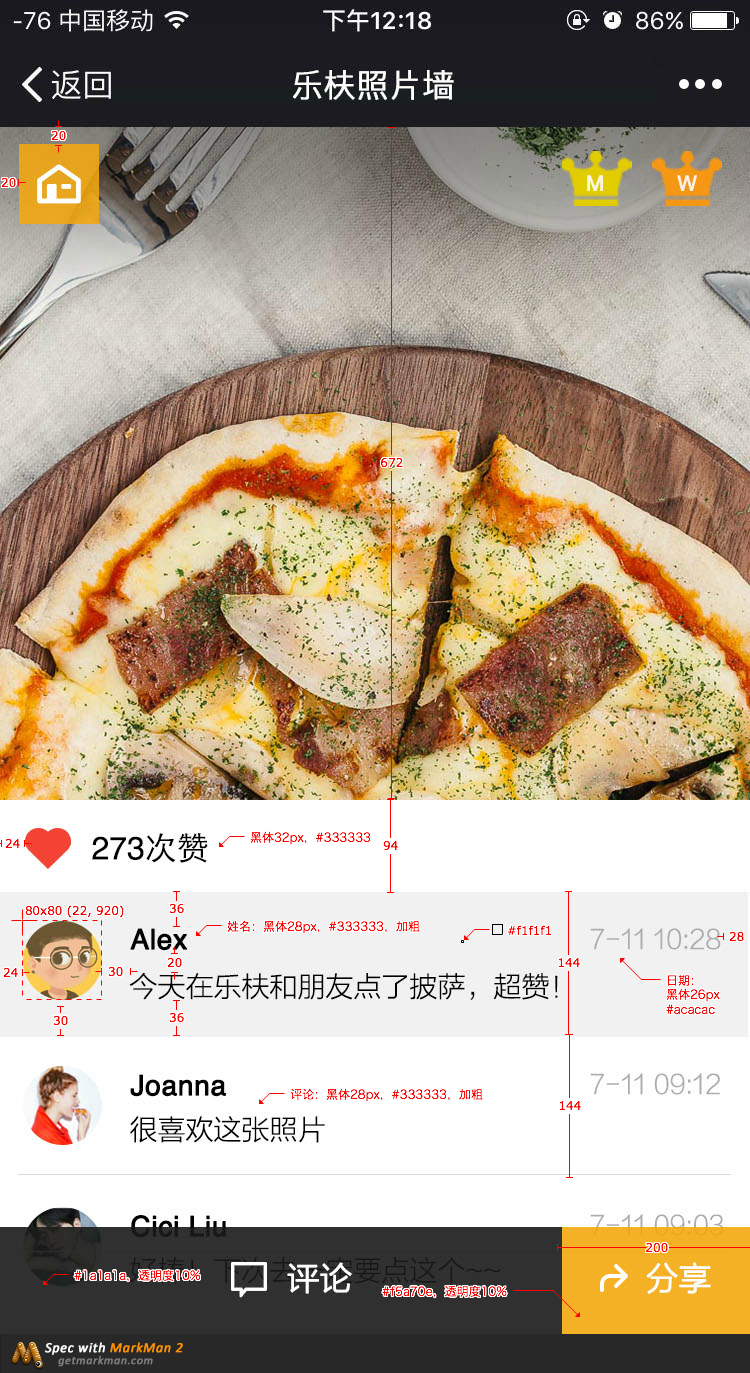 -76 中国移动 下午12:18 86%
返回 乐枎照片墙
20
20
M W
672
24 273次赞 黑体32px，#333333 94
80x80 (22, 920) 36
Alex 姓名：黑体28px，#333333，加粗 #f1f1f1 7-11 10:28 28
24 30 20 144
今天在乐枎和朋友点了披萨，超赞！ 日期：
黑体26px
#acacac
30 36
Joanna 评论：黑体28px，#333333，加粗 144 7-11 09:12
很喜欢这张照片
Cici Liu 7-11 09:03
200
#1a1a1a，透明度10% 评论 要点这个~~ 分享
#f5a70e，透明度10%
Spec with MarkMan 2
getmarkman.com